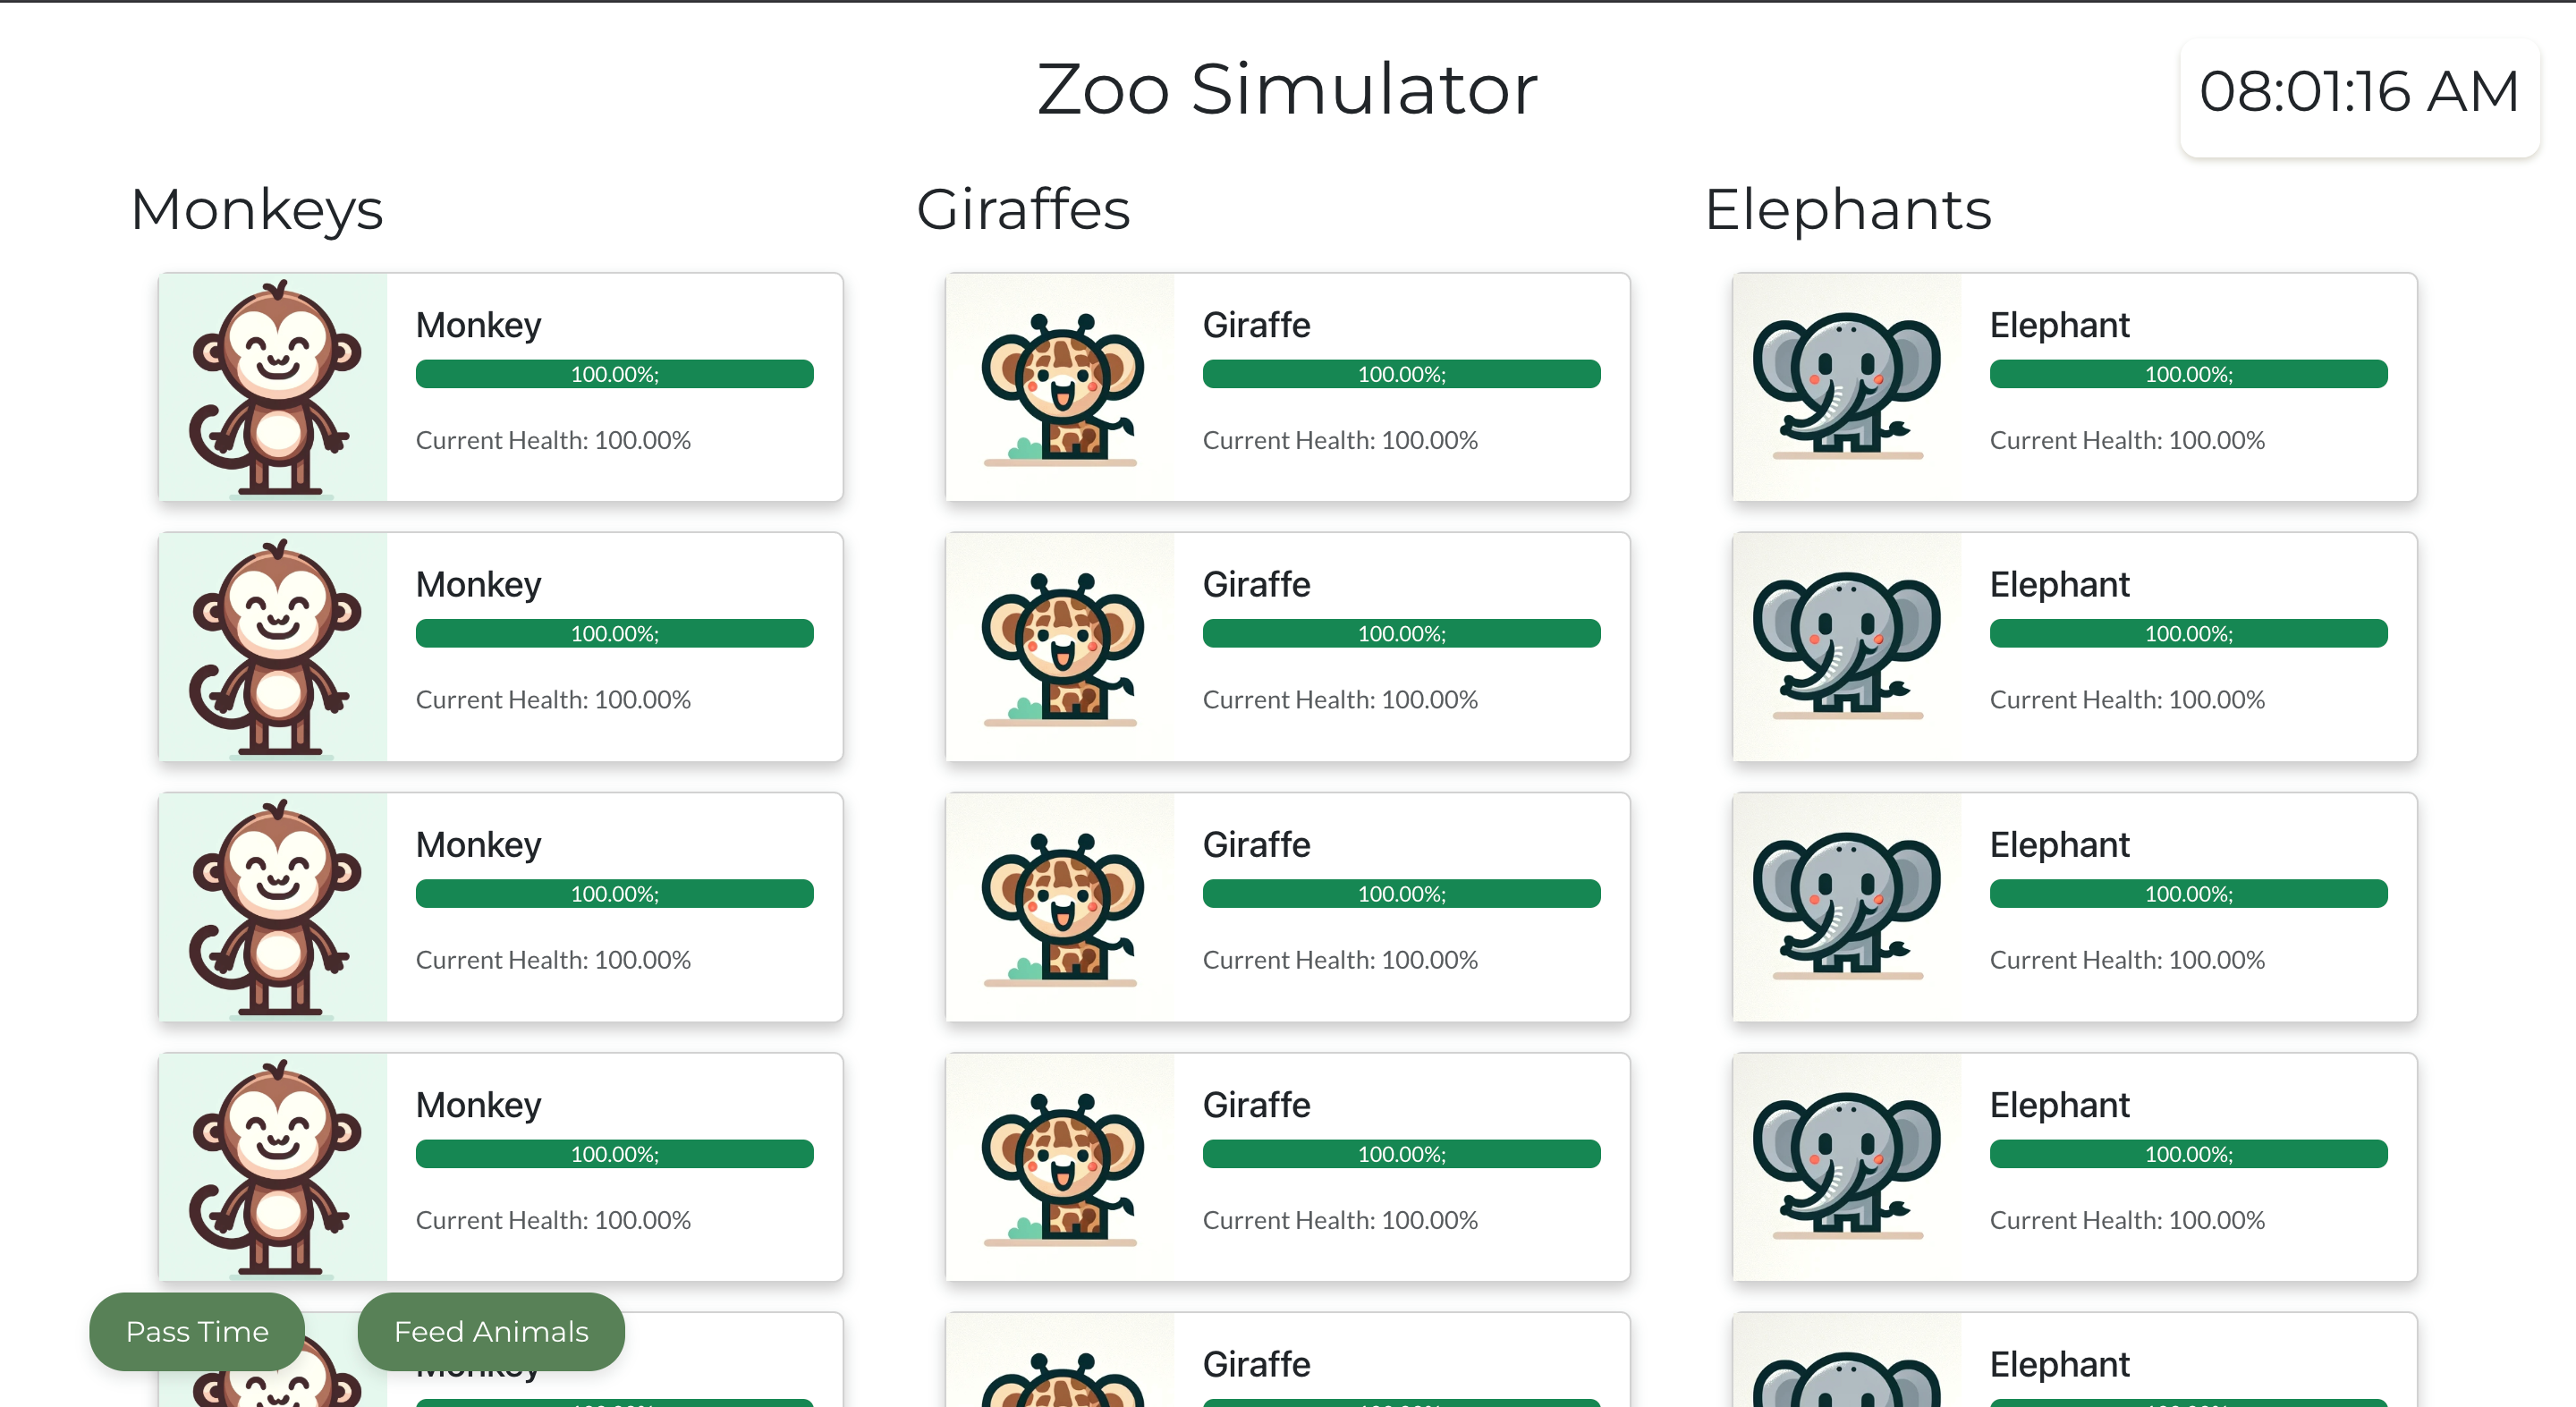 Zoo Simulator
08:01:16 AM
Monkeys
Monkey
100.00%;
Current Health: 100.00%
Monkey
100.00%;
Current Health: 100.00%
Monkey
100.00%;
Current Health: 100.00%
Monkey
100.00%;
Current Health: 100.00%
Monkey
Giraffes
Giraffe
100.00%;
Current Health: 100.00%
Giraffe
100.00%;
Current Health: 100.00%
Giraffe
100.00%;
Current Health: 100.00%
Giraffe
100.00%;
Current Health: 100.00%
Giraffe
Elephants
Elephant
100.00%;
Current Health: 100.00%
Elephant
100.00%;
Current Health: 100.00%
Elephant
100.00%;
Current Health: 100.00%
Elephant
100.00%;
Current Health: 100.00%
Elephant
Pass Time
Feed Animals